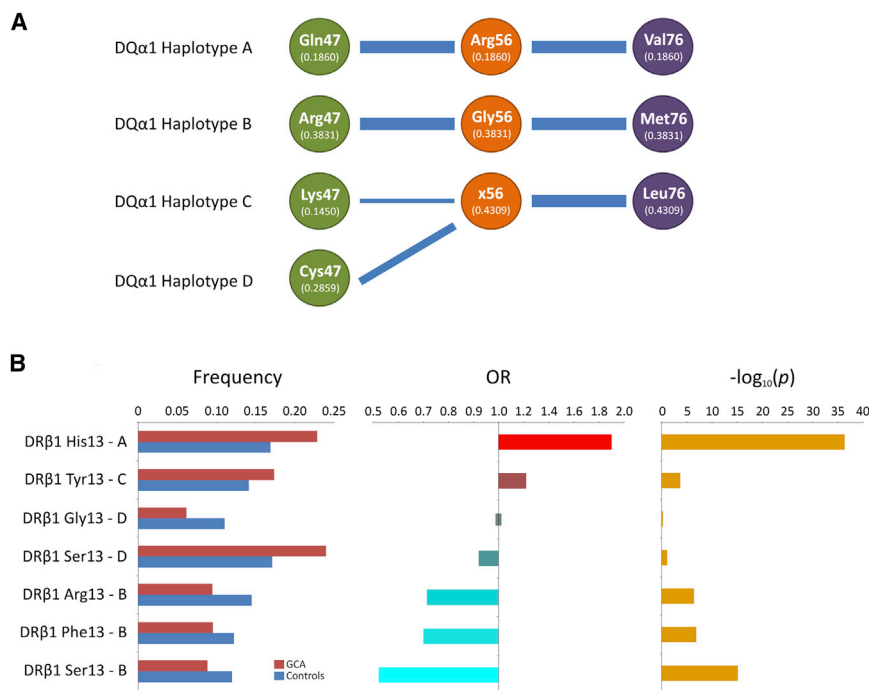 A
DQα1 Haplotype A
Gln47
(0.1860)
Arg56
(0.1860)
Val76
(0.1860)
DQα1 Haplotype B
Arg47
(0.3831)
Gly56
(0.3831)
Met76
(0.3831)
DQα1 Haplotype C
Lys47
(0.1450)
x56
(0.4309)
Leu76
(0.4309)
DQα1 Haplotype D
Cys47
(0.2859)
B
Frequency OR -log₁₀(p)
0 0.05 0.10 0.15 0.20 0.25 0.5 0.6 0.7 0.8 0.9 1.0 1.2 1.4 1.6 1.8 2.0 0 5 10 15 20 25 30 35 40
DRβ1 His13 - A
DRβ1 Tyr13 - C
DRβ1 Gly13 - D
DRβ1 Ser13 - D
DRβ1 Arg13 - B
DRβ1 Phe13 - B
DRβ1 Ser13 - B
GCA
Controls